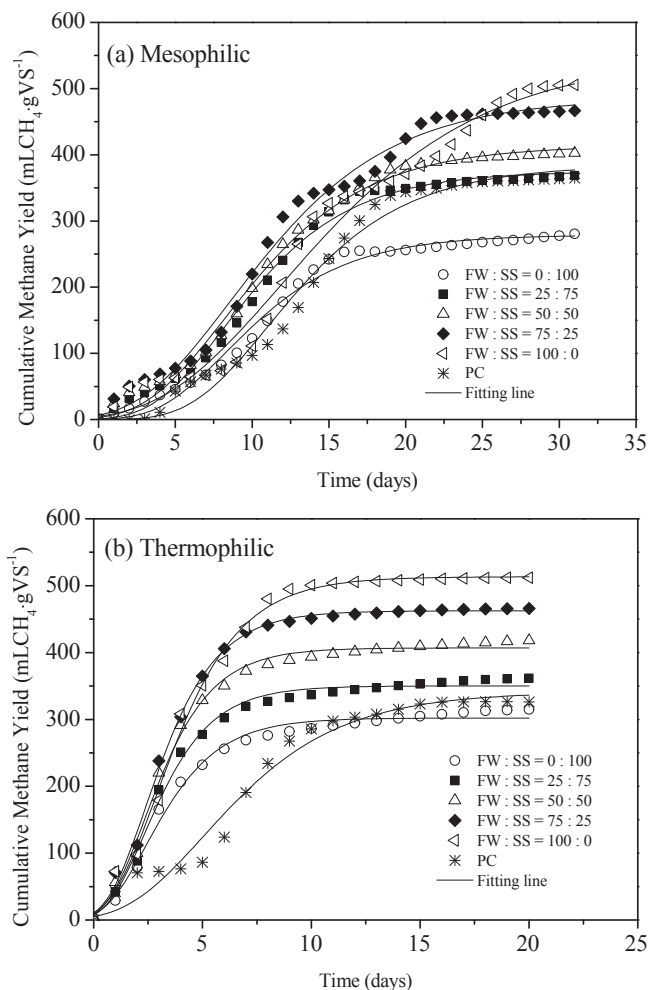 600
(a) Mesophilic
500
400
300
200
100
0
Cumulative Methane Yield (mLCH₄·gVS⁻¹)
FW : SS = 0 : 100
FW : SS = 25 : 75
FW : SS = 50 : 50
FW : SS = 75 : 25
FW : SS = 100 : 0
PC
Fitting line
0 5 10 15 20 25 30 35
Time (days)
600
(b) Thermophilic
500
400
300
200
100
0
Cumulative Methane Yield (mLCH₄·gVS⁻¹)
FW : SS = 0 : 100
FW : SS = 25 : 75
FW : SS = 50 : 50
FW : SS = 75 : 25
FW : SS = 100 : 0
PC
Fitting line
0 5 10 15 20 25
Time (days)